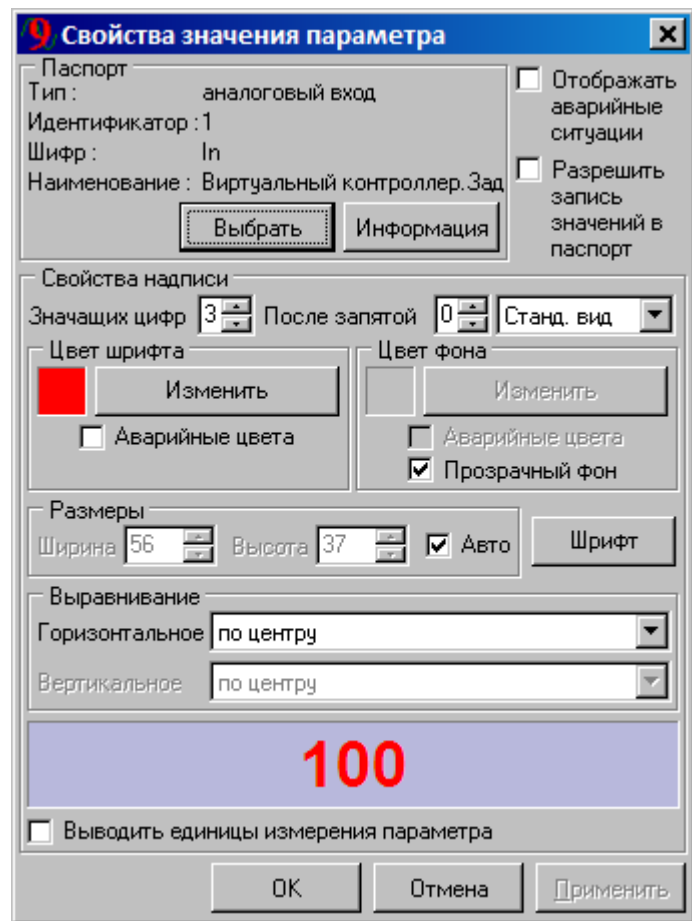 Свойства значения параметра
Паспорт
Тип : аналоговый вход
Идентификатор : 1
Шифр : In
Наименование : Виртуальный контроллер.Зад
Выбрать Информация
Отображать
аварийные
ситуации
Разрешить
запись
значений в
паспорт
Свойства надписи
Значащих цифр 3 После запятой 0 Станд. вид
Цвет шрифта
Изменить
Аварийные цвета
Цвет фона
Изменить
Аварийные цвета
Прозрачный фон
Размеры
Ширина 56 Высота 37 Авто
Шрифт
Выравнивание
Горизонтальное по центру
Вертикальное по центру
100
Выводить единицы измерения параметра
OK Отмена Применить